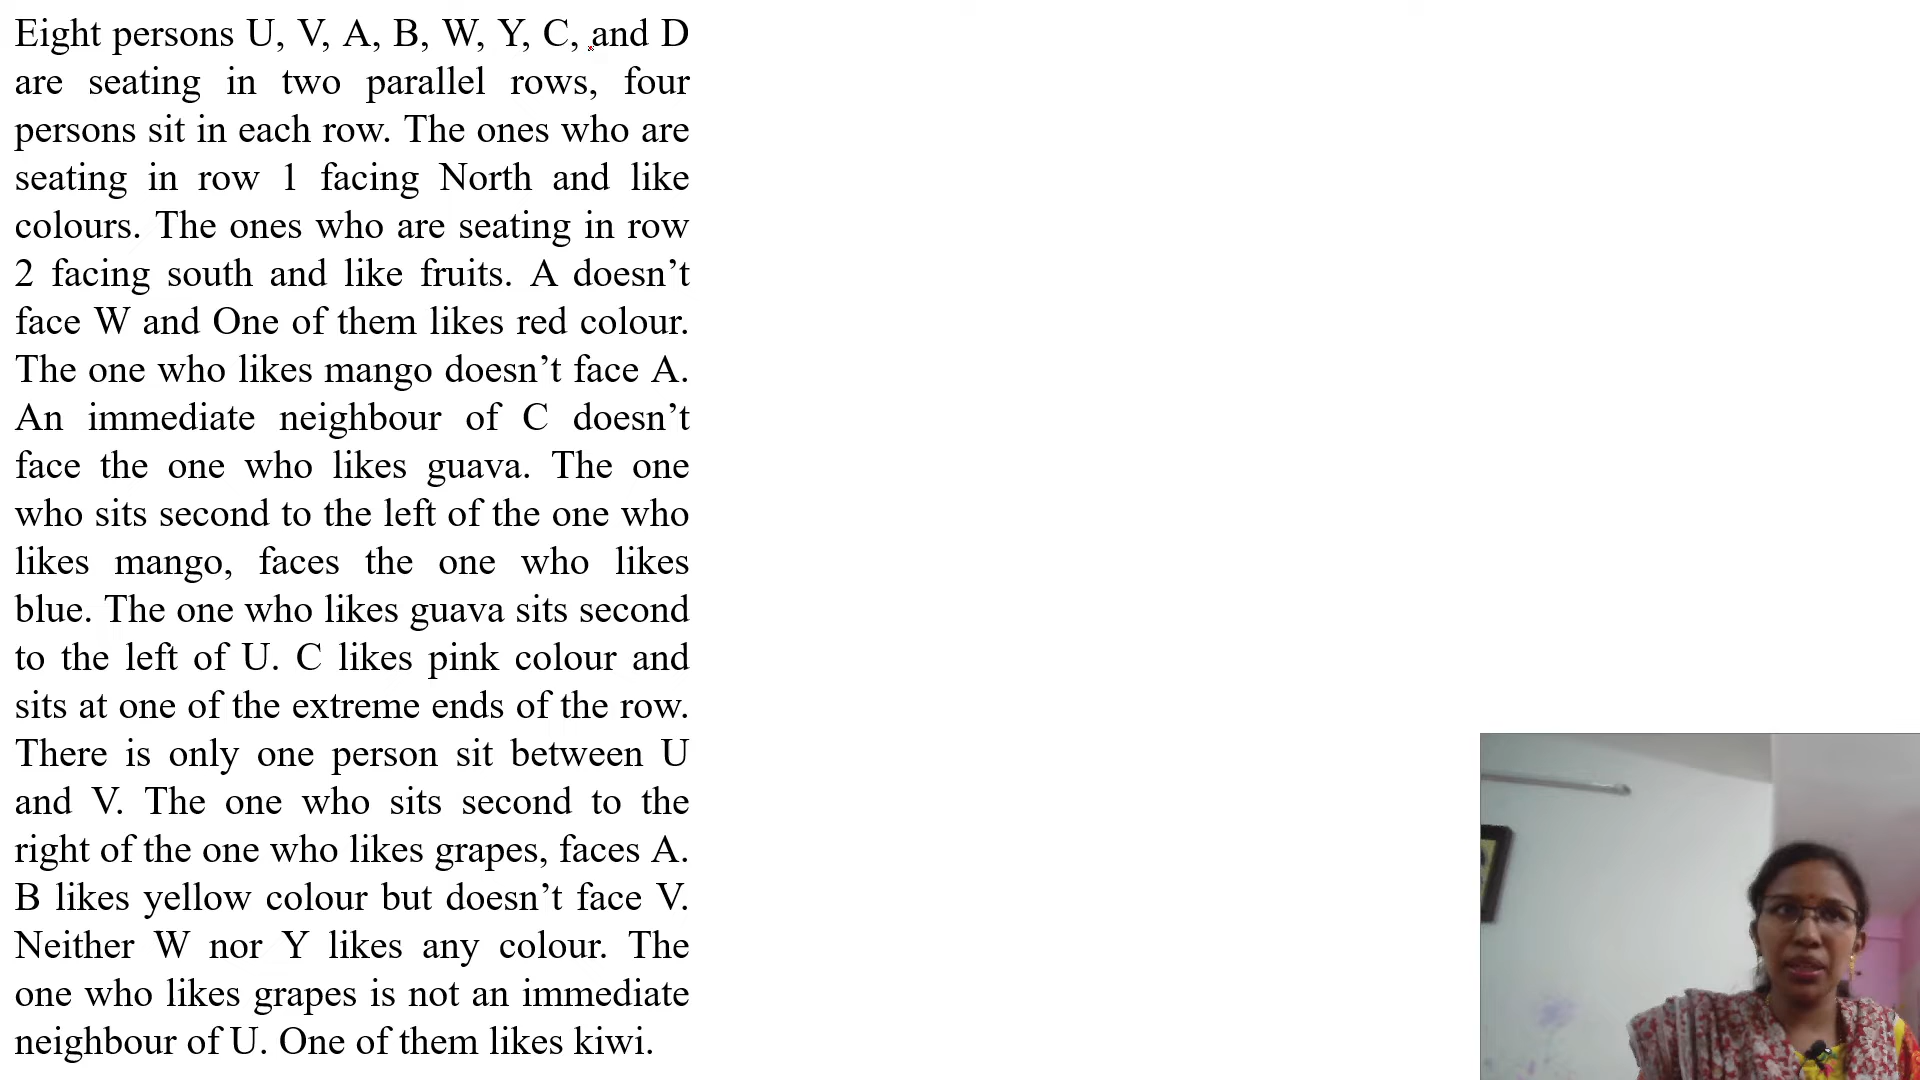 Eight persons U, V, A, B, W, Y, C, and D
are seating in two parallel rows, four
persons sit in each row. The ones who are
seating in row 1 facing North and like
colours. The ones who are seating in row
2 facing south and like fruits. A doesn’t
face W and One of them likes red colour.
The one who likes mango doesn’t face A.
An immediate neighbour of C doesn’t
face the one who likes guava. The one
who sits second to the left of the one who
likes mango, faces the one who likes
blue. The one who likes guava sits second
to the left of U. C likes pink colour and
sits at one of the extreme ends of the row.
There is only one person sit between U
and V. The one who sits second to the
right of the one who likes grapes, faces A.
B likes yellow colour but doesn’t face V.
Neither W nor Y likes any colour. The
one who likes grapes is not an immediate
neighbour of U. One of them likes kiwi.